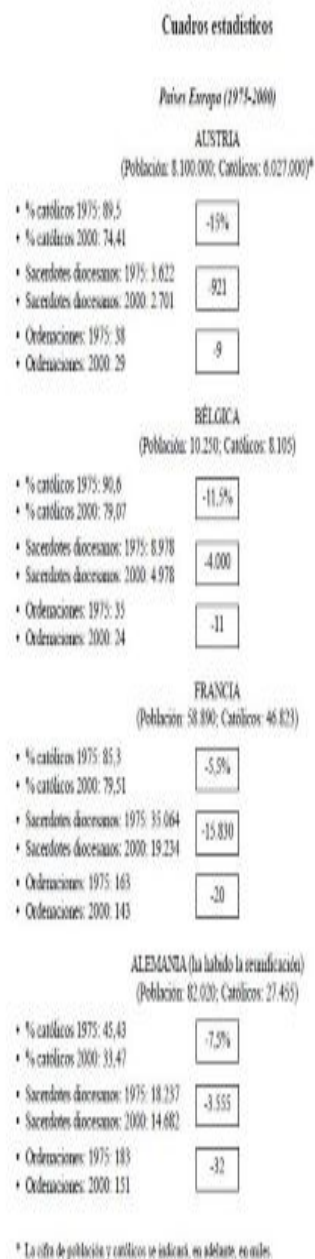 Cuadros estadísticos
Países Europa (1975-2000)
AUSTRIA
(Población: 8.100.000; Católicos: 6.027.000)*
• % católicos 1975: 89,5
• % católicos 2000: 74,41
-15%
• Sacerdotes diocesanos: 1975: 3.622
• Sacerdotes diocesanos: 2000: 2.701
-921
• Ordenaciones: 1975: 38
• Ordenaciones: 2000: 29
-9
BÉLGICA
(Población: 10.250; Católicos: 8.105)
• % católicos 1975: 90,6
• % católicos 2000: 79,07
-11,5%
• Sacerdotes diocesanos: 1975: 8.978
• Sacerdotes diocesanos: 2000: 4.978
-4.000
• Ordenaciones: 1975: 35
• Ordenaciones: 2000: 24
-11
FRANCIA
(Población: 58.890; Católicos: 46.823)
• % católicos 1975: 85,3
• % católicos 2000: 79,51
-5,5%
• Sacerdotes diocesanos: 1975: 35.064
• Sacerdotes diocesanos: 2000: 19.234
-15.830
• Ordenaciones: 1975: 163
• Ordenaciones: 2000: 143
-20
ALEMANIA (ha habido la reunificación)
(Población: 82.020; Católicos: 27.455)
• % católicos 1975: 45,43
• % católicos 2000: 33,47
-7,5%
• Sacerdotes diocesanos: 1975: 18.237
• Sacerdotes diocesanos: 2000: 14.682
-3.555
• Ordenaciones: 1975: 183
• Ordenaciones: 2000: 151
-32
* La cifra de población y católicos se indicará, en adelante, en miles.